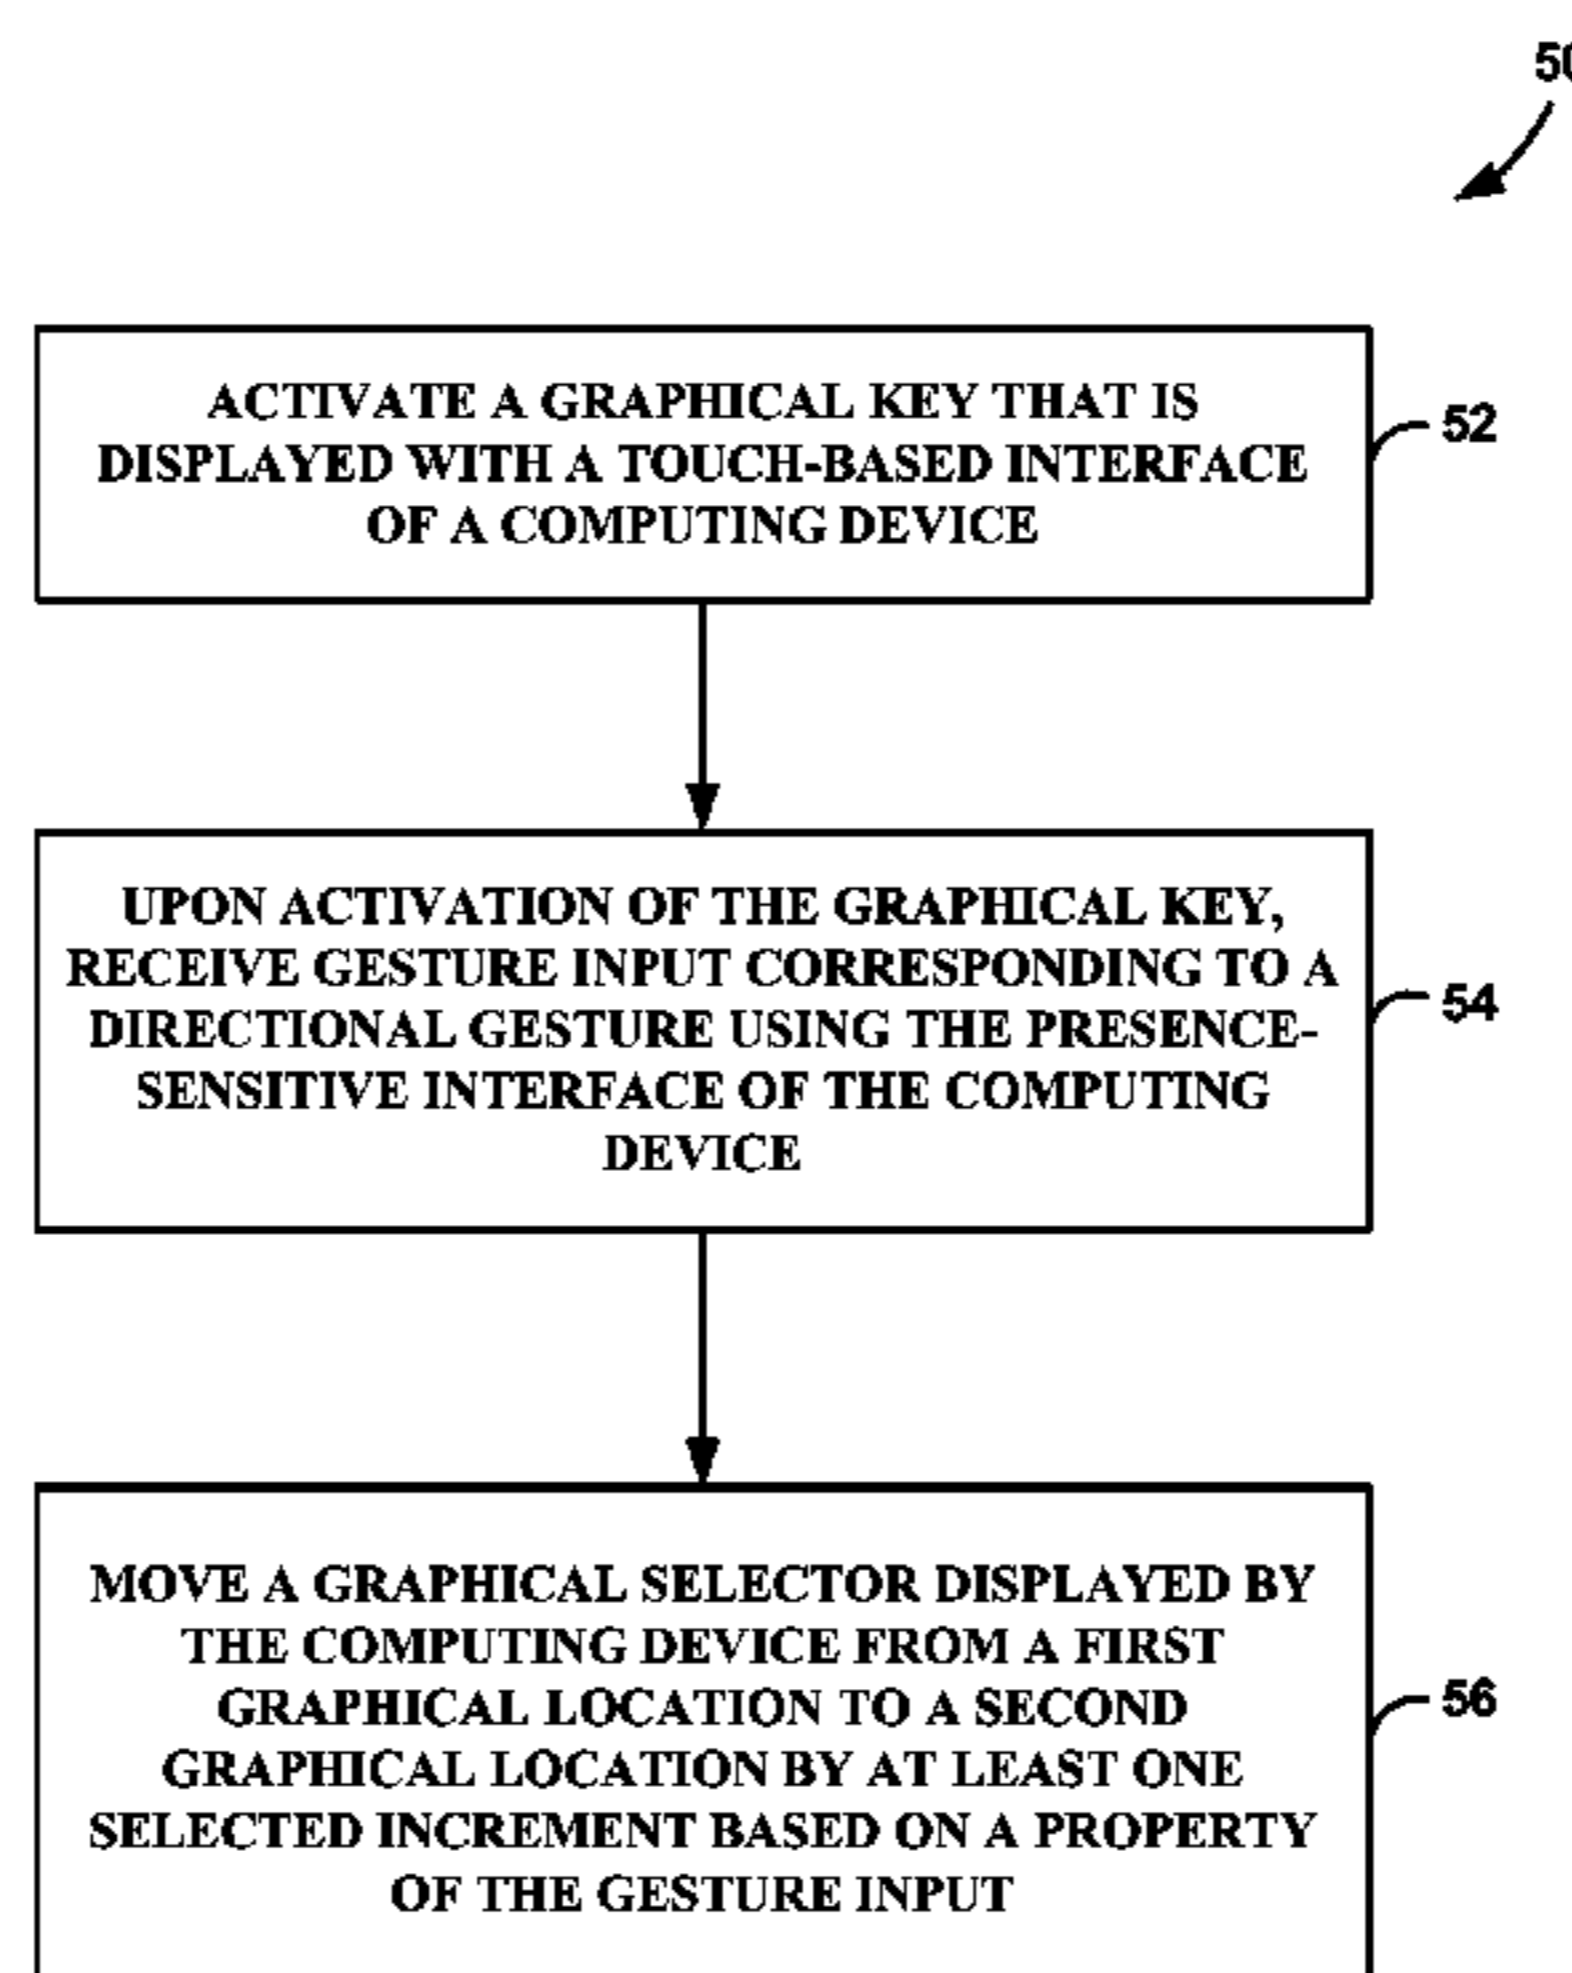 50
ACTIVATE A GRAPHICAL KEY THAT IS
DISPLAYED WITH A TOUCH-BASED INTERFACE
OF A COMPUTING DEVICE
52
UPON ACTIVATION OF THE GRAPHICAL KEY,
RECEIVE GESTURE INPUT CORRESPONDING TO A
DIRECTIONAL GESTURE USING THE PRESENCE-
SENSITIVE INTERFACE OF THE COMPUTING
DEVICE
54
MOVE A GRAPHICAL SELECTOR DISPLAYED BY
THE COMPUTING DEVICE FROM A FIRST
GRAPHICAL LOCATION TO A SECOND
GRAPHICAL LOCATION BY AT LEAST ONE
SELECTED INCREMENT BASED ON A PROPERTY
OF THE GESTURE INPUT
56